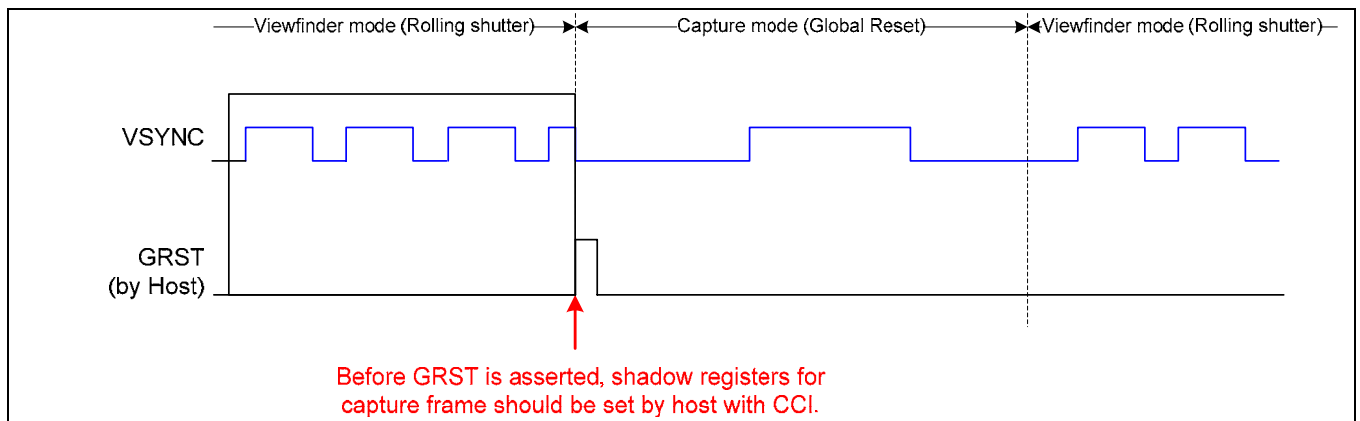 Viewfinder mode (Rolling shutter) Capture mode (Global Reset) Viewfinder mode (Rolling shutter)
VSYNC
GRST
(by Host)
Before GRST is asserted, shadow registers for
capture frame should be set by host with CCI.